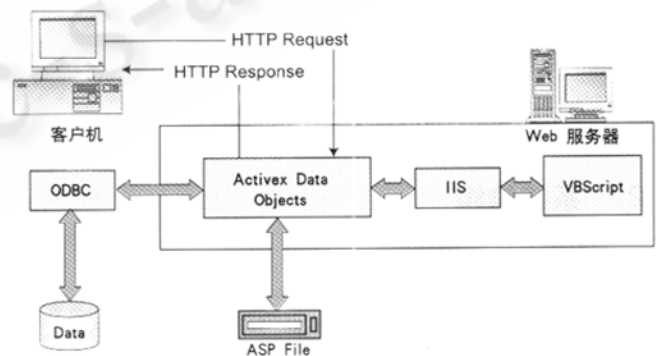 HTTP Request
HTTP Response
客户机
Web 服务器
ODBC
Activex Data
Objects
IIS
VBScript
Data
ASP File